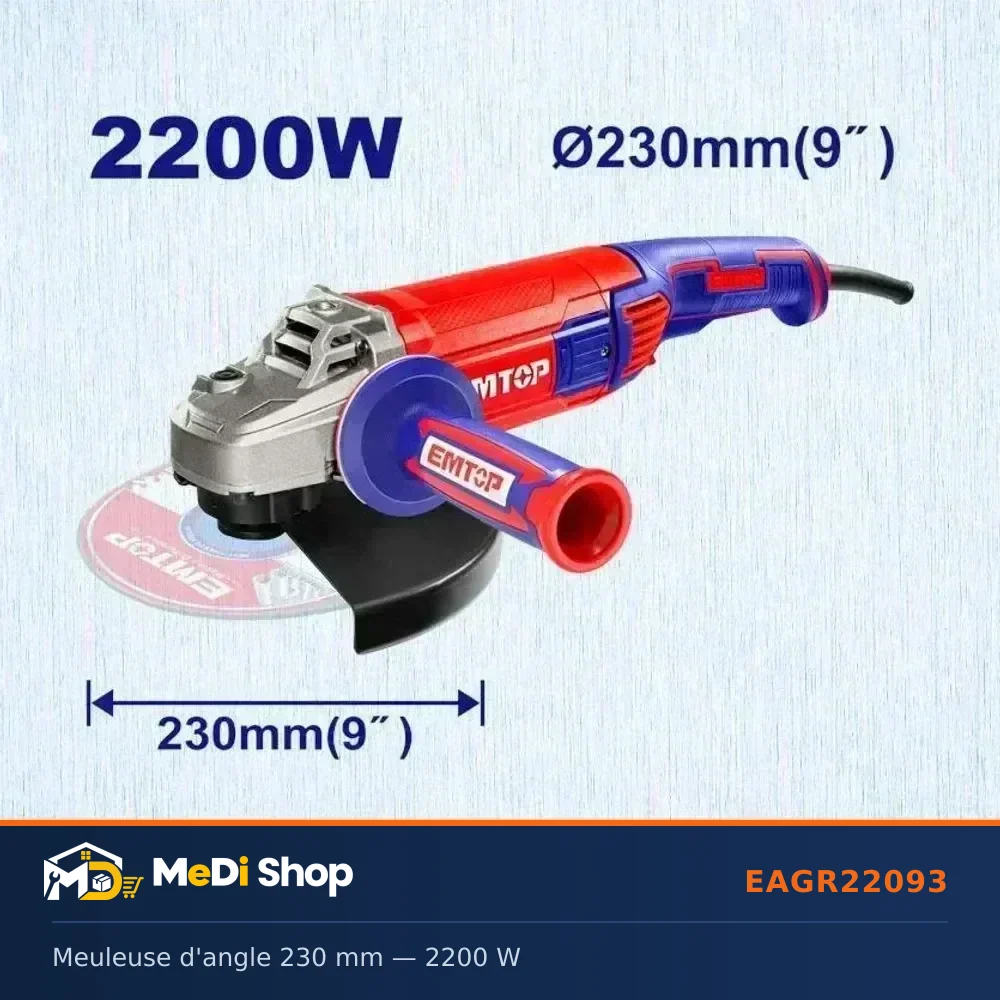 2200W
Ø230mm(9″)
EMTOP
EMTOP
EMTOP
230mm(9″)
MeDi Shop
EAGR22093
Meuleuse d'angle 230 mm — 2200 W